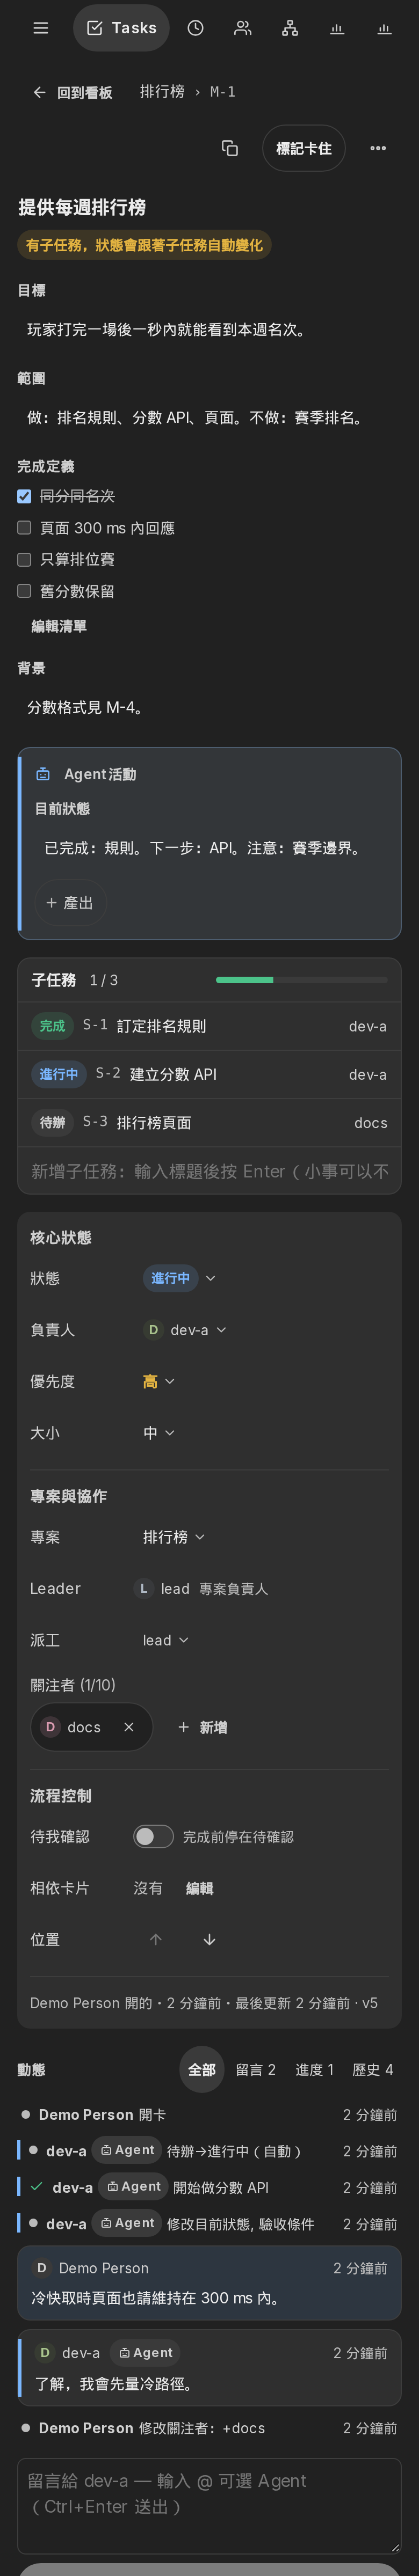 Tasks
回到看板 排行榜 › M-1
標記卡住
提供每週排行榜
有子任務，狀態會跟著子任務自動變化
目標
玩家打完一場後一秒內就能看到本週名次。
範圍
做：排名規則、分數 API、頁面。不做：賽季排名。
完成定義
同分同名次
頁面 300 ms 內回應
只算排位賽
舊分數保留
編輯清單
背景
分數格式見 M-4。
Agent 活動
目前狀態
已完成：規則。下一步：API。注意：賽季邊界。
+ 產出
子任務 1 / 3
完成 S-1 訂定排名規則 dev-a
進行中 S-2 建立分數 API dev-a
待辦 S-3 排行榜頁面 docs
新增子任務：輸入標題後按 Enter（小事可以不
核心狀態
狀態 進行中
負責人 D dev-a
優先度 高
大小 中
專案與協作
專案 排行榜
Leader L lead 專案負責人
派工 lead
關注者 (1/10)
D docs × + 新增
流程控制
待我確認 完成前停在待確認
相依卡片 沒有 編輯
位置 ↑ ↓
Demo Person 開的・2 分鐘前・最後更新 2 分鐘前 · v5
動態 全部 留言 2 進度 1 歷史 4
Demo Person 開卡 2 分鐘前
dev-a Agent 待辦→進行中（自動） 2 分鐘前
dev-a Agent 開始做分數 API 2 分鐘前
dev-a Agent 修改目前狀態, 驗收條件 2 分鐘前
D Demo Person 2 分鐘前
冷快取時頁面也請維持在 300 ms 內。
D dev-a Agent 2 分鐘前
了解，我會先量冷路徑。
Demo Person 修改關注者：+docs 2 分鐘前
留言給 dev-a — 輸入 @ 可選 Agent
（Ctrl+Enter 送出）